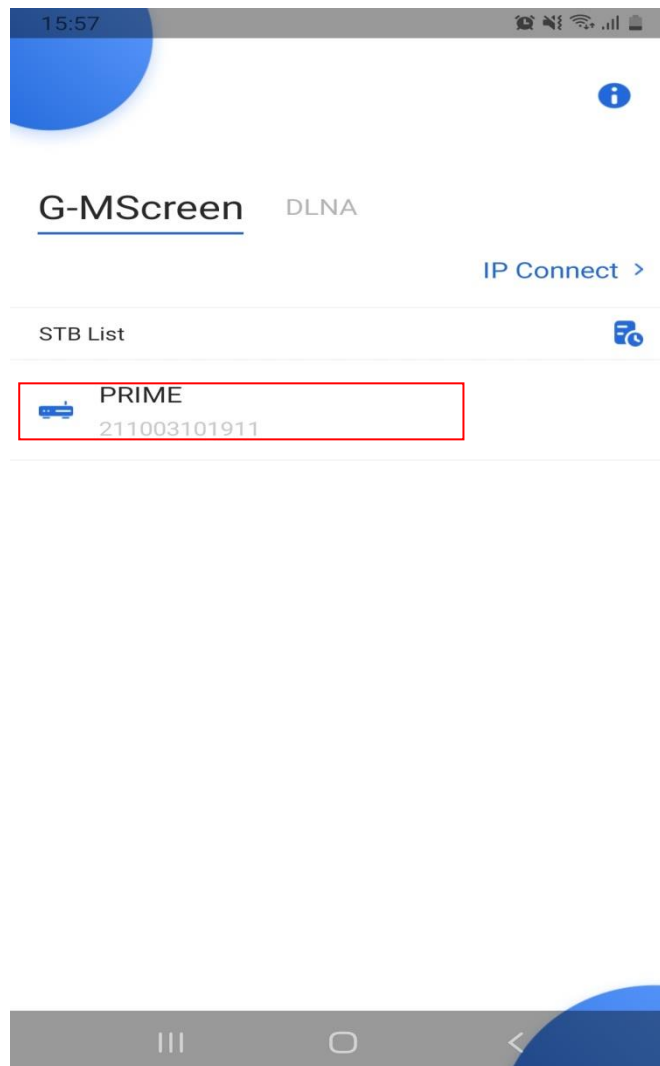 15:57
G-MScreen DLNA
IP Connect >
STB List
PRIME
211003101911